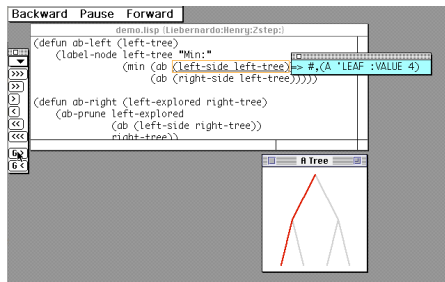 Backward Pause Forward
demo.lisp (Liebernardo:Henry:2step:)
(defun ab-left (left-tree)
(label-node left-tree "Min:"
(min (ab (left-side left-tree)
=> #,(A 'LEAF :VALUE 4)
(ab (right-side left-tree)))))
(defun ab-right (left-explored right-tree)
(ab-prune left-explored
(ab (left-side right-tree))
right-tree))
>>>
>>
>
<
<<
<<<
G>
G<
A Tree